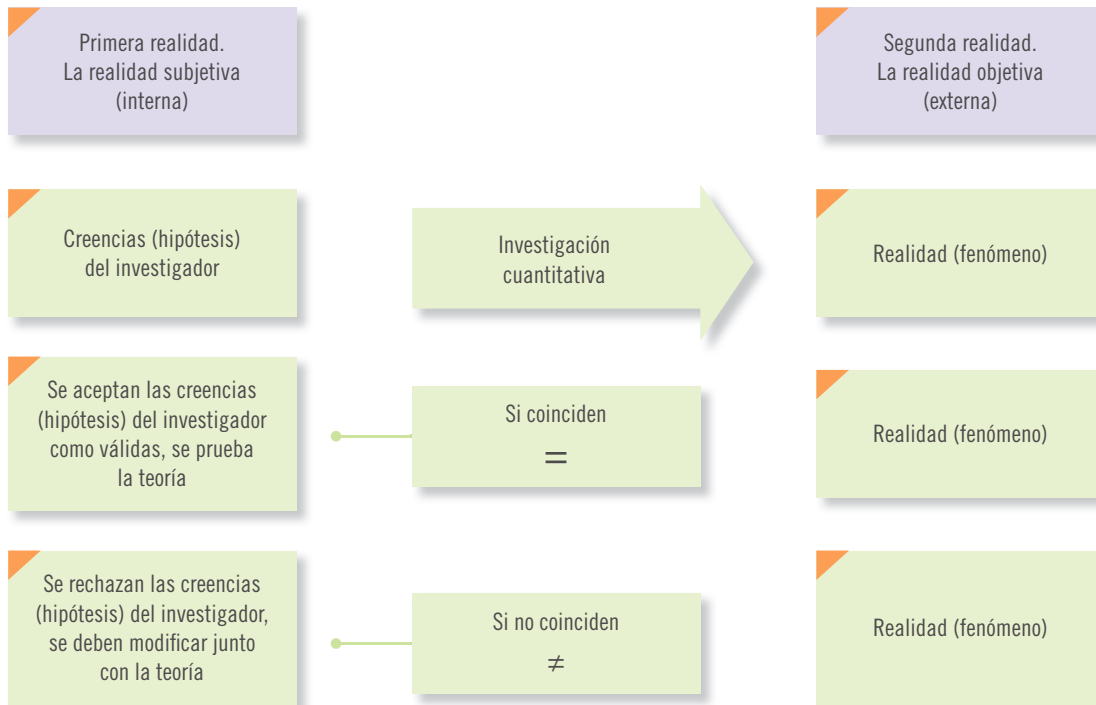 Primera realidad.
La realidad subjetiva
(interna)
Segunda realidad.
La realidad objetiva
(externa)
Creencias (hipótesis)
del investigador
Investigación
cuantitativa
Realidad (fenómeno)
Se aceptan las creencias
(hipótesis) del investigador
como válidas, se prueba
la teoría
Si coinciden
=
Realidad (fenómeno)
Se rechazan las creencias
(hipótesis) del investigador,
se deben modificar junto
con la teoría
Si no coinciden
≠
Realidad (fenómeno)